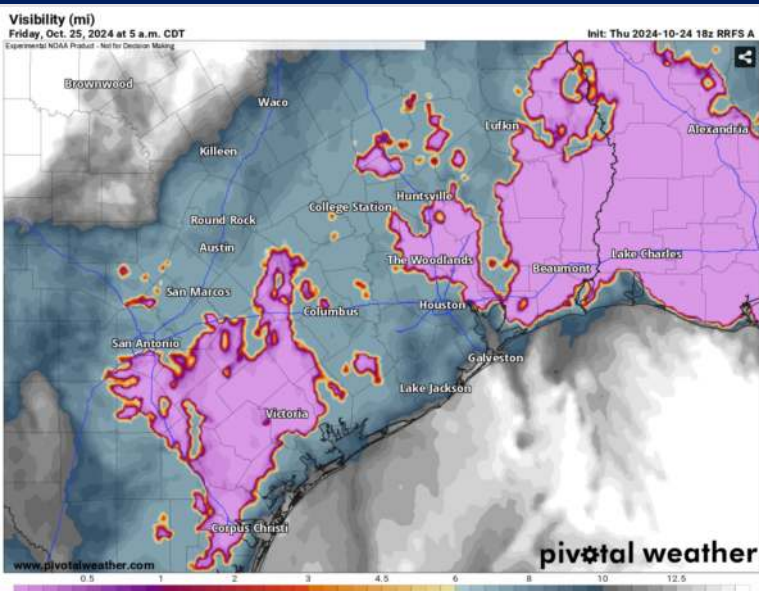 Visibility (mi)
Friday, Oct. 25, 2024 at 5 a.m. CDT
Init: Thu 2024-10-24 18z RRFS A
Experimental NOAA Product - Not for Decision Making
Brownwood
Waco
Lufkin
Alexandria
Killeen
Huntsville
College Station
Round Rock
Austin
The Woodlands
Lake Charles
Beaumont
San Marcos
Houston
Columbus
San Antonio
Galveston
Lake Jackson
Victoria
Corpus Christi
pivotal weather
www.pivotalweather.com
0.5 1 2 3 4.5 6 8 10 12.5